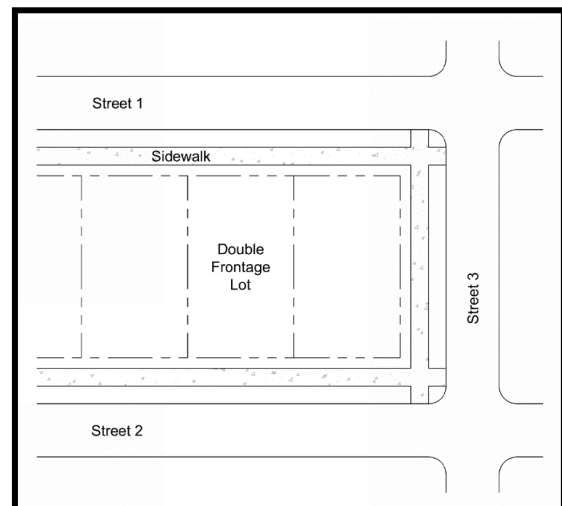 Street 1
Sidewalk
Double
Frontage
Lot
Street 3
Street 2